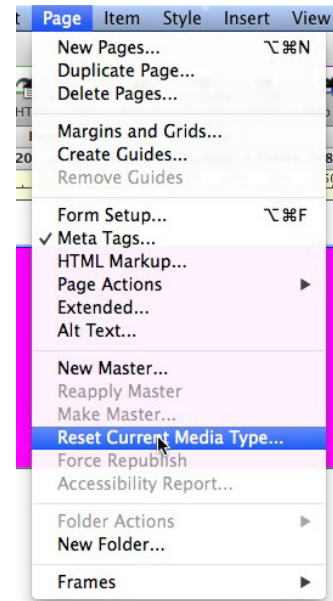 Page Item Style Insert View
New Pages... ⌥⌘N
Duplicate Page...
Delete Pages...
Margins and Grids...
Create Guides...
Remove Guides
Form Setup... ⌥⌘F
✓ Meta Tags...
HTML Markup...
Page Actions ▶
Extended...
Alt Text...
New Master...
Reapply Master
Make Master...
Reset Current Media Type...
Force Republish
Accessibility Report...
Folder Actions ▶
New Folder...
Frames ▶